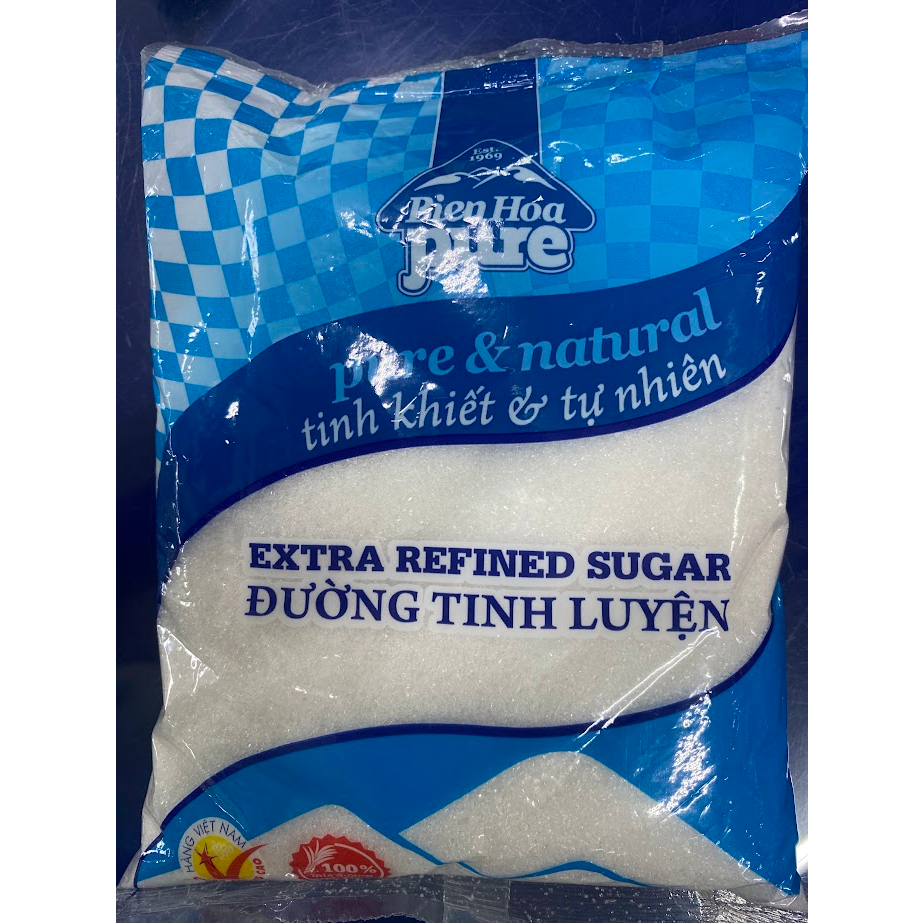 Est.
1969
Bien Hoa
pure
pure & natural
tinh khiết & tự nhiên
EXTRA REFINED SUGAR
ĐƯỜNG TINH LUYỆN
HÀNG VIỆT NAM
CAO
100%